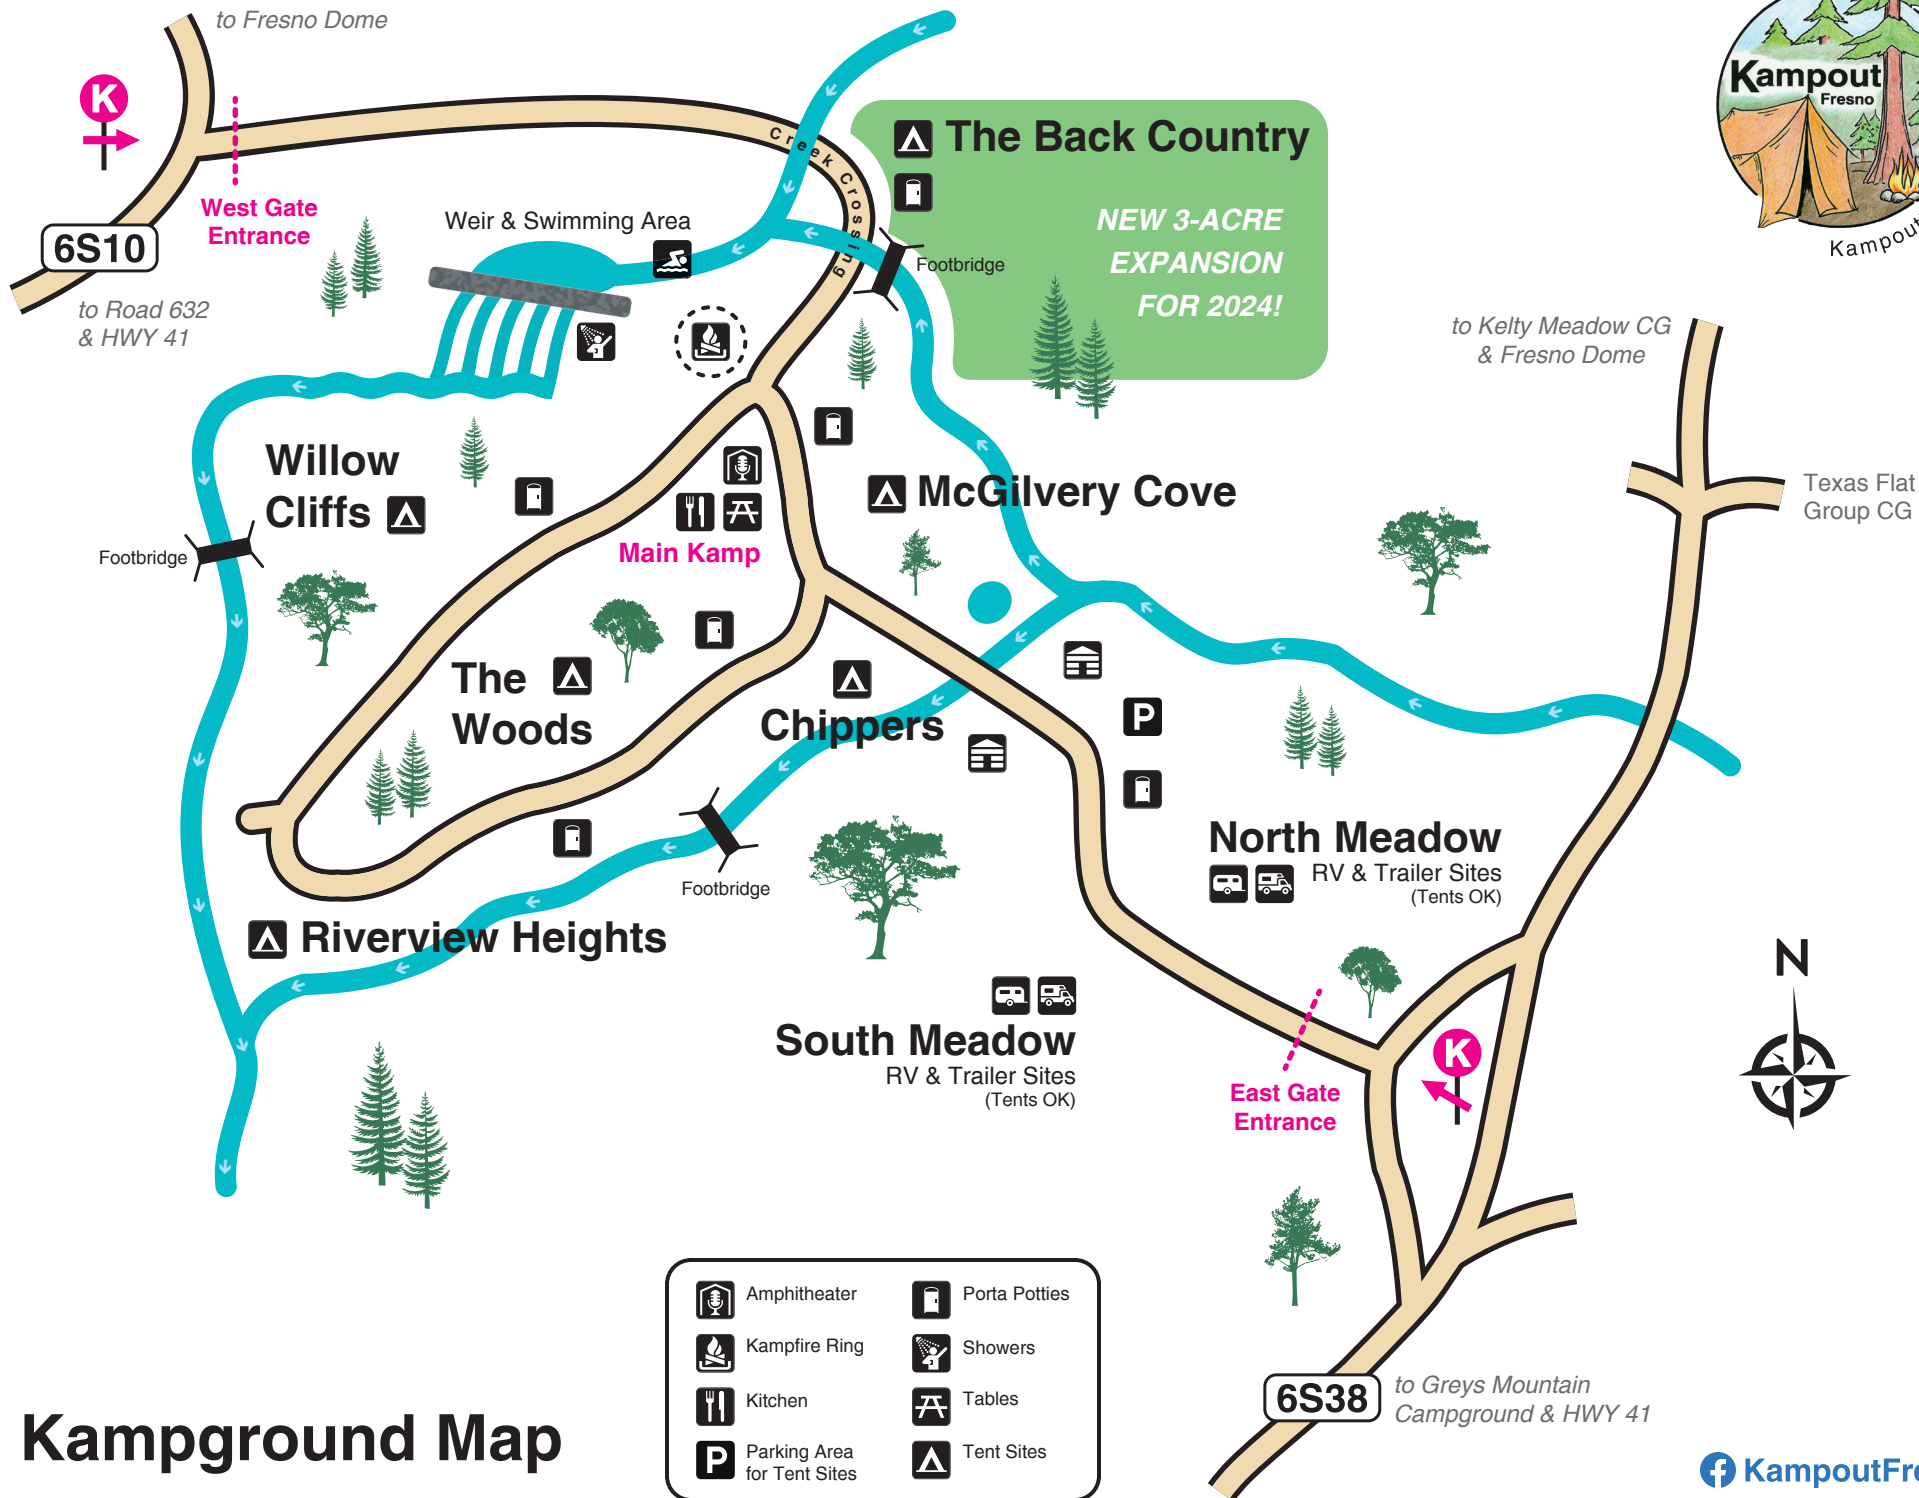 to Fresno Dome
K
West Gate
Entrance
6S10
to Road 632
& HWY 41
Creek Crossing
Weir & Swimming Area
The Back Country
NEW 3-ACRE
EXPANSION
FOR 2024!
Footbridge
Kampout
Fresno
to Kelty Meadow CG
& Fresno Dome
Texas Flat
Group CG
Willow
Cliffs
Footbridge
Main Kamp
McGilvery Cove
The
Woods
Chippers
P
Footbridge
Riverview Heights
North Meadow
RV & Trailer Sites
(Tents OK)
South Meadow
RV & Trailer Sites
(Tents OK)
East Gate
Entrance
K
N
Amphitheater
Kampfire Ring
Kitchen
P Parking Area
for Tent Sites
Porta Potties
Showers
Tables
Tent Sites
6S38
to Greys Mountain
Campground & HWY 41
Kampground Map